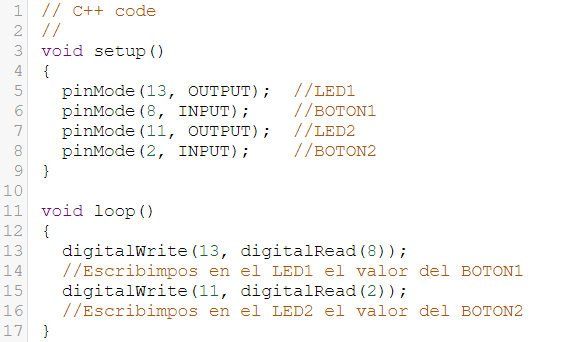 1 // C++ code
2 //
3 void setup()
4 {
5 pinMode(13, OUTPUT); //LED1
6 pinMode(8, INPUT); //BOTON1
7 pinMode(11, OUTPUT); //LED2
8 pinMode(2, INPUT); //BOTON2
9 }
10
11 void loop()
12 {
13 digitalWrite(13, digitalRead(8));
14 //Escribimpos en el LED1 el valor del BOTON1
15 digitalWrite(11, digitalRead(2));
16 //Escribimpos en el LED2 el valor del BOTON2
17 }